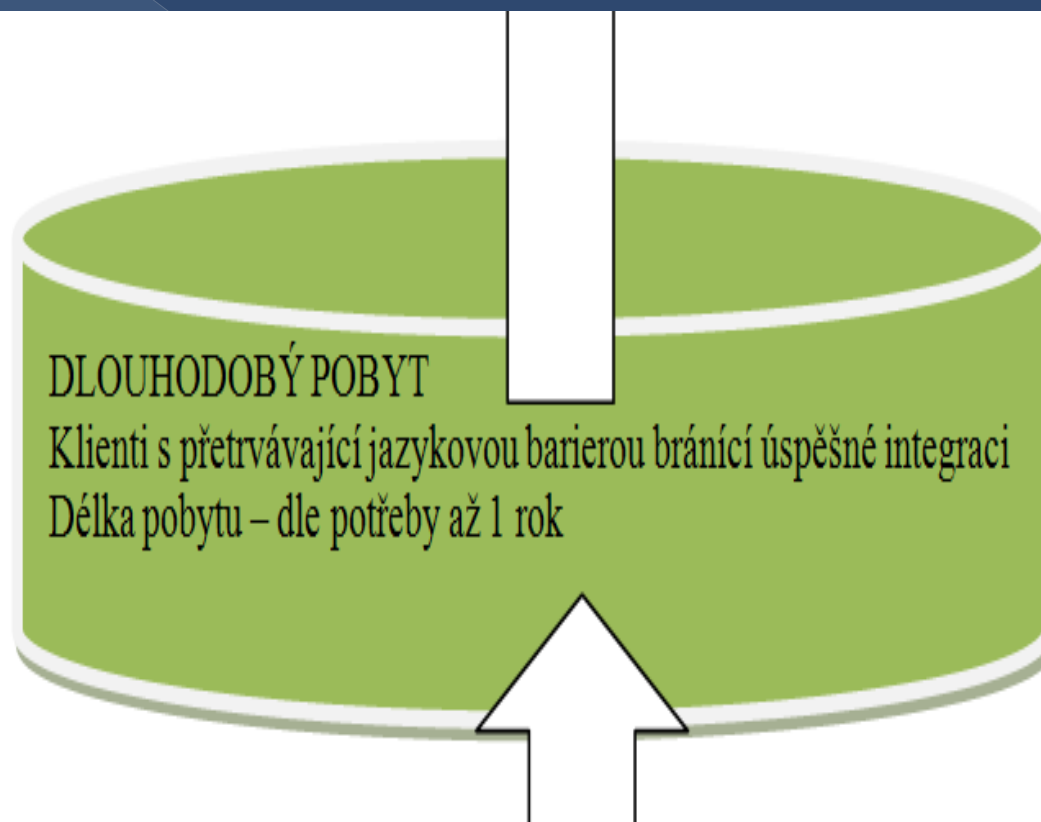 DLOUHODOBÝ POBYT
Klienti s přetrvávající jazykovou barierou bránící úspěšné integraci
Délka pobytu – dle potřeby až 1 rok